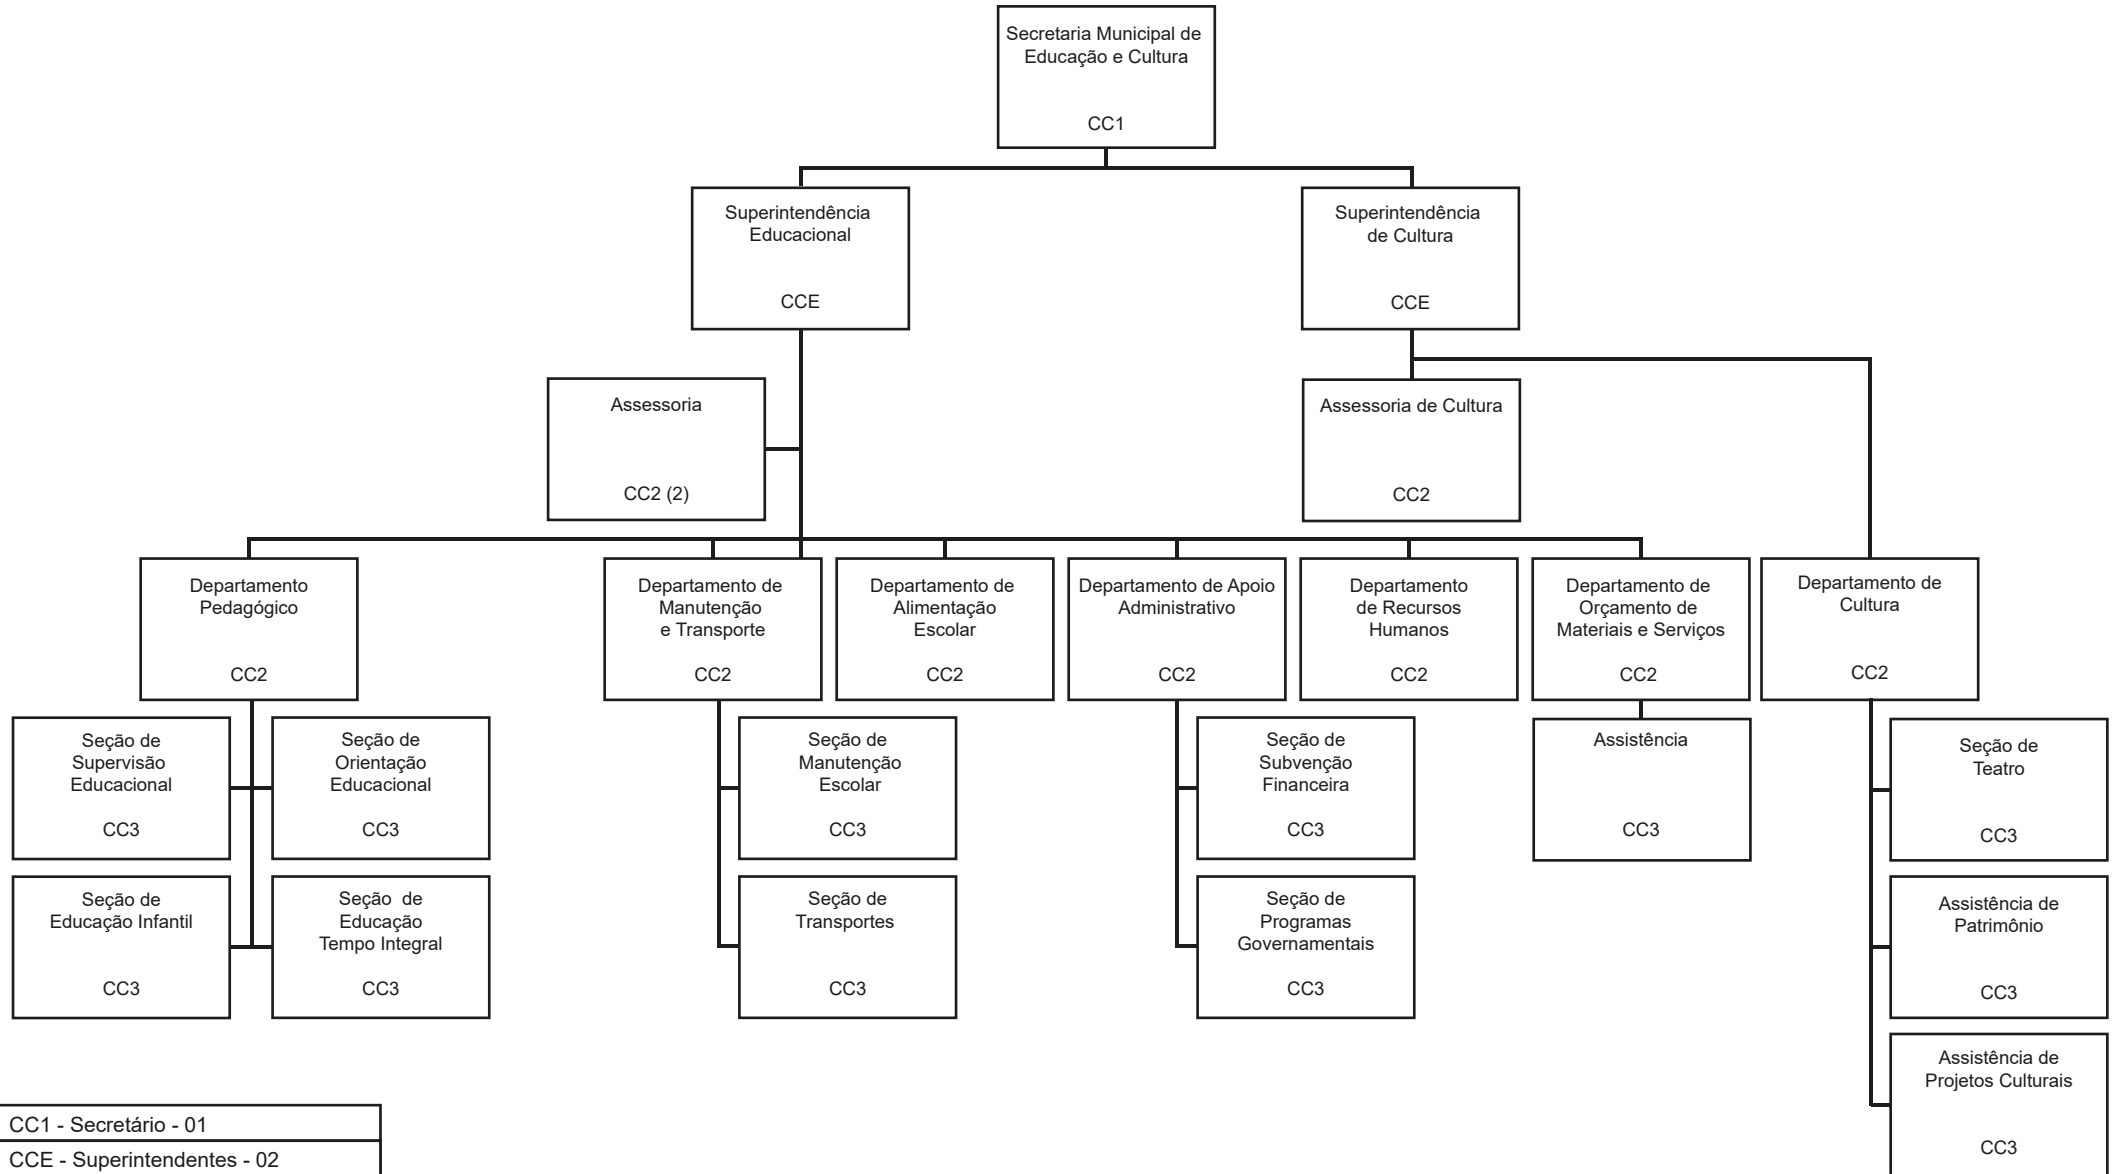 Secretaria Municipal de
Educação e Cultura
CC1
Superintendência
Educacional
CCE
Superintendência
de Cultura
CCE
Assessoria
CC2 (2)
Assessoria de Cultura
CC2
Departamento
Pedagógico
CC2
Departamento de
Manutenção
e Transporte
CC2
Departamento de
Alimentação
Escolar
CC2
Departamento de Apoio
Administrativo
CC2
Departamento
de Recursos
Humanos
CC2
Departamento de
Orçamento de
Materiais e Serviços
CC2
Departamento de
Cultura
CC2
Seção de
Supervisão
Educacional
CC3
Seção de
Orientação
Educacional
CC3
Seção de
Manutenção
Escolar
CC3
Seção de
Subvenção
Financeira
CC3
Assistência
CC3
Seção de
Teatro
CC3
Seção de
Educação Infantil
CC3
Seção de
Educação
Tempo Integral
CC3
Seção de
Transportes
CC3
Seção de
Programas
Governamentais
CC3
Assistência de
Patrimônio
CC3
Assistência de
Projetos Culturais
CC3
CC1 - Secretário - 01
CCE - Superintendentes - 02